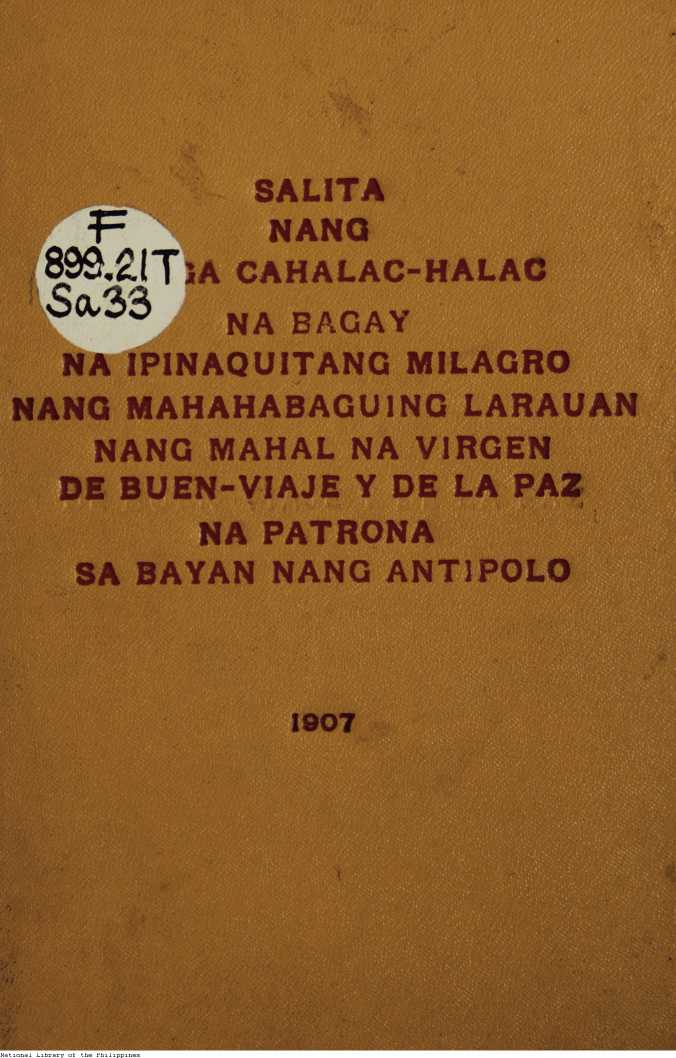 SALITA
NANG
GA CAHALAC-HALAC
NA BAGAY
NA IPINAQUITANG MILAGRO
NANG MAHAHABAGUING LARAUAN
NANG MAHAL NA VIRGEN
DE BUEN-VIAJE Y DE LA PAZ
NA PATRONA
SA BAYAN NANG ANTIPOLO
1907
F
899.21T
Sa33
National Library of the Philippines